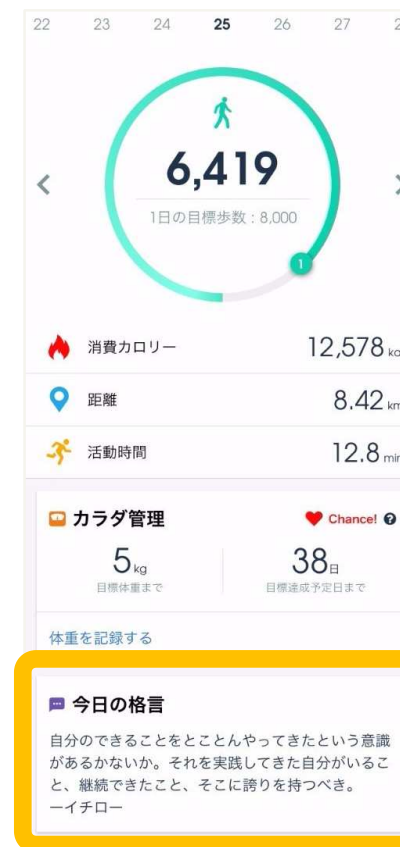 22 23 24 25 26 27
6,419
1日の目標歩数 : 8,000
1
消費カロリー 12,578
距離 8.42 km
活動時間 12.8 min
カラダ管理 Chance! ?
5 kg 38 日
目標体重まで 目標達成予定日まで
体重を記録する
今日の格言
自分のできることをとことんやってきたという意識
があるかないか。それを実践してきた自分がいるこ
と、継続できたこと、そこに誇りを持つべき。
ーイチロー